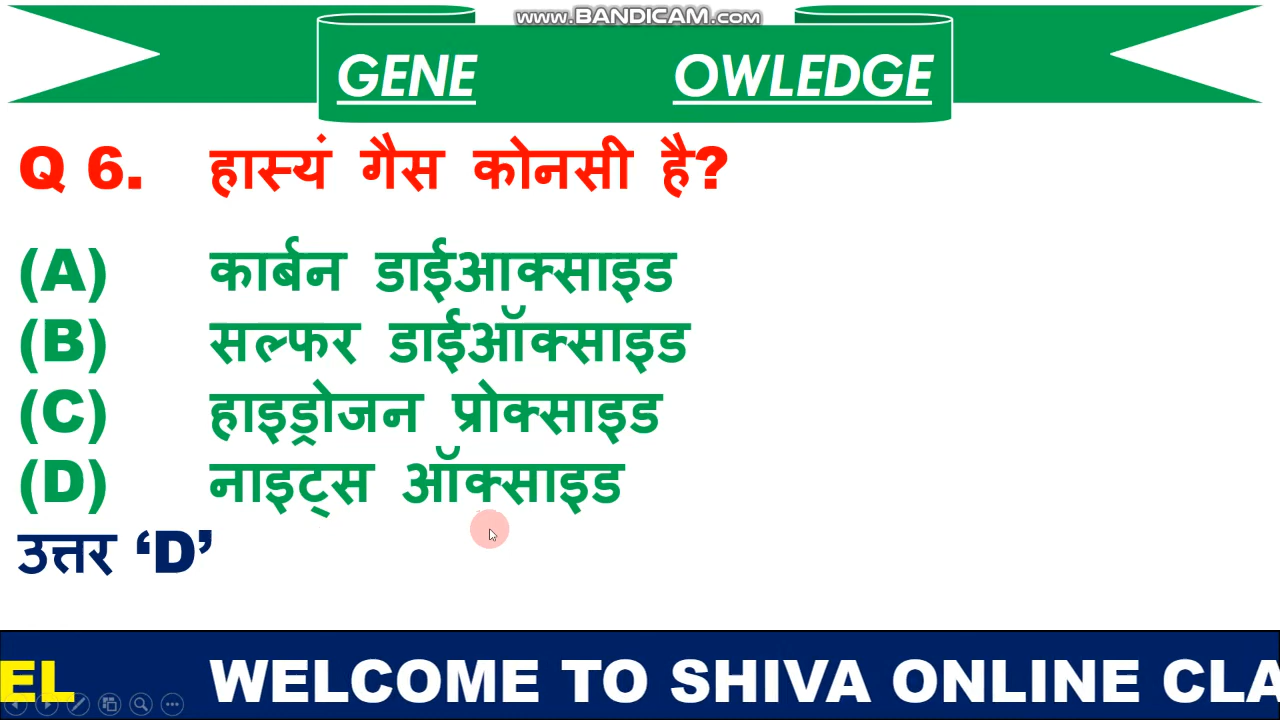 www.BANDICAM.com
GENE OWLEDGE
Q 6. हास्यं गैस कोनसी है?
(A) कार्बन डाईआक्साइड
(B) सल्फर डाईऑक्साइड
(C) हाइड्रोजन प्रोक्साइड
(D) नाइट्स ऑक्साइड
उत्तर ‘D’
EL WELCOME TO SHIVA ONLINE CLA